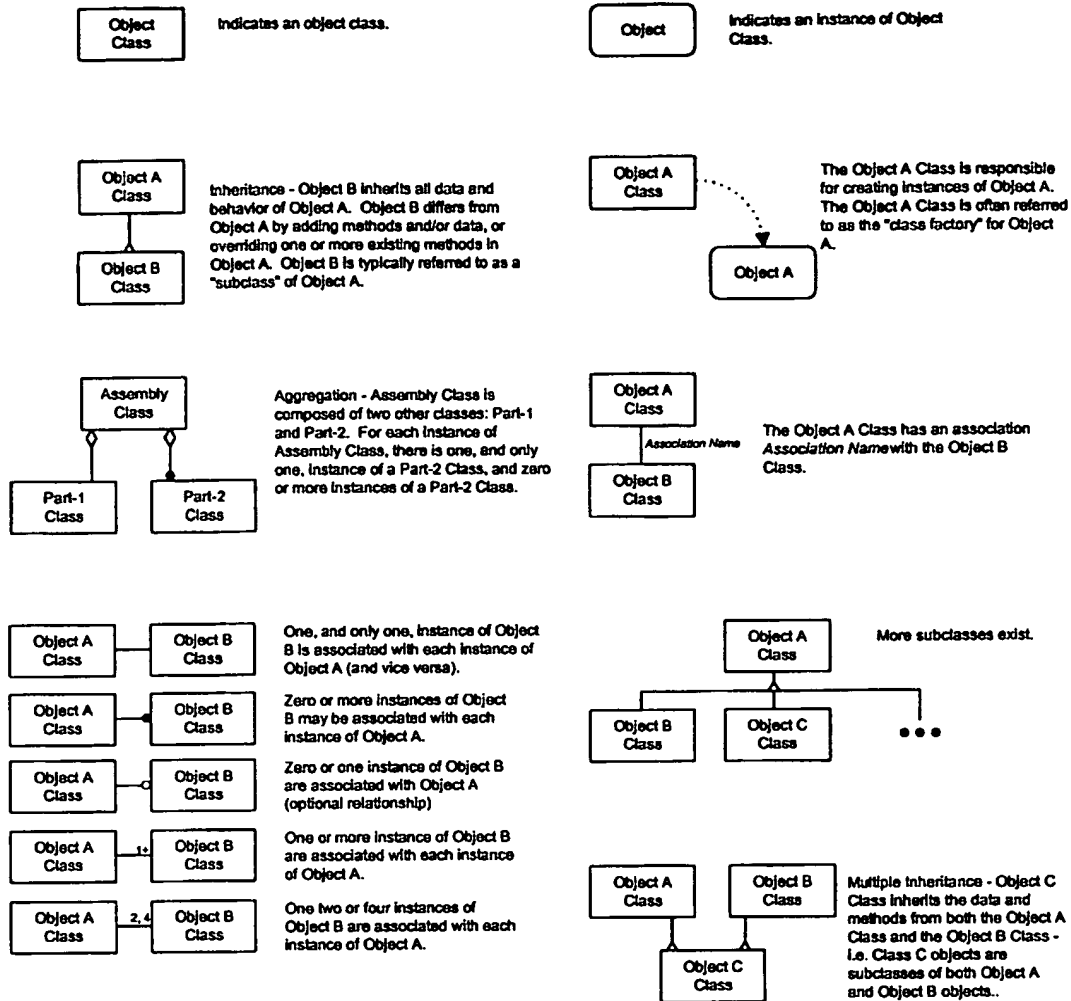 Object
Class
Indicates an object class.
Object
Indicates an instance of Object
Class.
Object A
Class
Object B
Class
Inheritance - Object B inherits all data and
behavior of Object A. Object B differs from
Object A by adding methods and/or data, or
overriding one or more existing methods in
Object A. Object B is typically referred to as a
"subclass" of Object A.
Object A
Class
Object A
The Object A Class is responsible
for creating instances of Object A.
The Object A Class is often referred
to as the "class factory" for Object
A.
Assembly
Class
Part-1
Class
Part-2
Class
Aggregation - Assembly Class is
composed of two other classes: Part-1
and Part-2. For each instance of
Assembly Class, there is one, and only
one, instance of a Part-2 Class, and zero
or more instances of a Part-2 Class.
Object A
Class
Association Name
Object B
Class
The Object A Class has an association
Association Name with the Object B
Class.
Object A
Class
Object B
Class
One, and only one, instance of Object
B is associated with each instance of
Object A (and vice versa).
Object A
Class
Object B
Class
Zero or more instances of Object
B may be associated with each
instance of Object A.
Object A
Class
Object B
Class
Zero or one instance of Object B
are associated with Object A
(optional relationship)
Object A
Class
1+
Object B
Class
One or more instance of Object B
are associated with each instance
of Object A.
Object A
Class
2, 4
Object B
Class
One two or four instances of
Object B are associated with each
instance of Object A.
Object A
Class
Object B
Class
Object C
Class
More subclasses exist.
Object A
Class
Object B
Class
Object C
Class
Multiple Inheritance - Object C
Class inherits the data and
methods from both the Object A
Class and the Object B Class -
i.e. Class C objects are
subclasses of both Object A
and Object B objects..